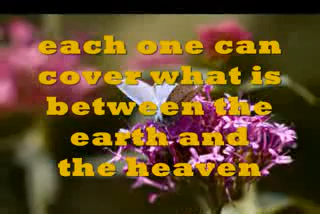 each one can
cover what is
between the
earth and
the heaven